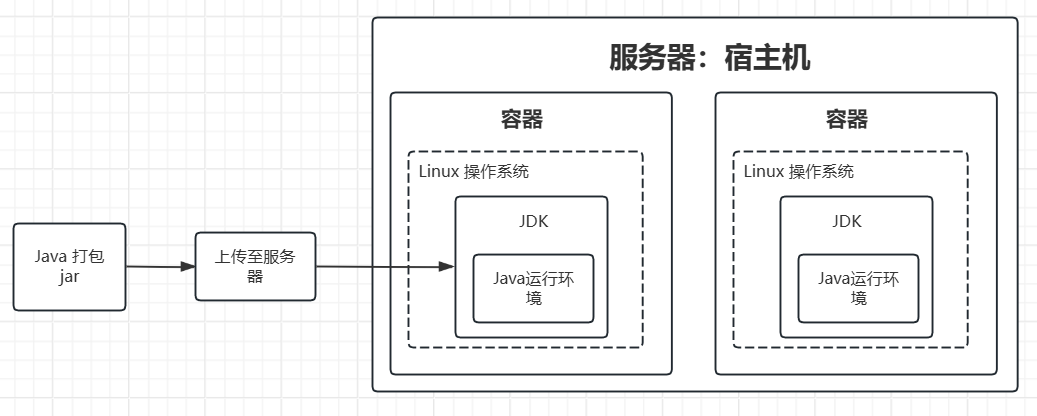 服务器：宿主机
容器
容器
Linux 操作系统
Linux 操作系统
JDK
JDK
Java 打包
jar
上传至服务
器
Java运行环
境
Java运行环
境